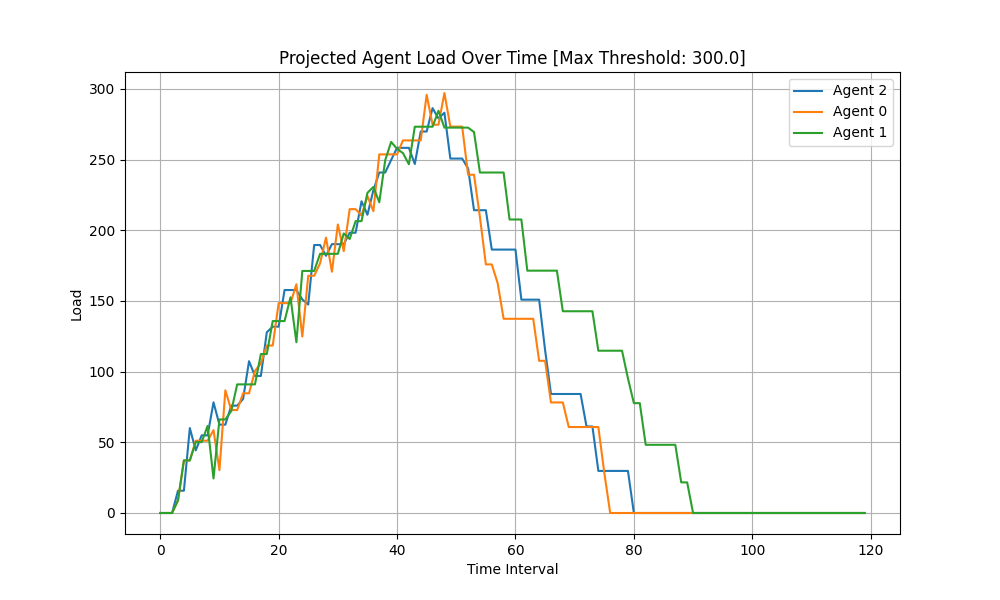 Projected Agent Load Over Time [Max Threshold: 300.0]
Agent 2
Agent 0
Agent 1
Load
300
250
200
150
100
50
0
0 20 40 60 80 100 120
Time Interval